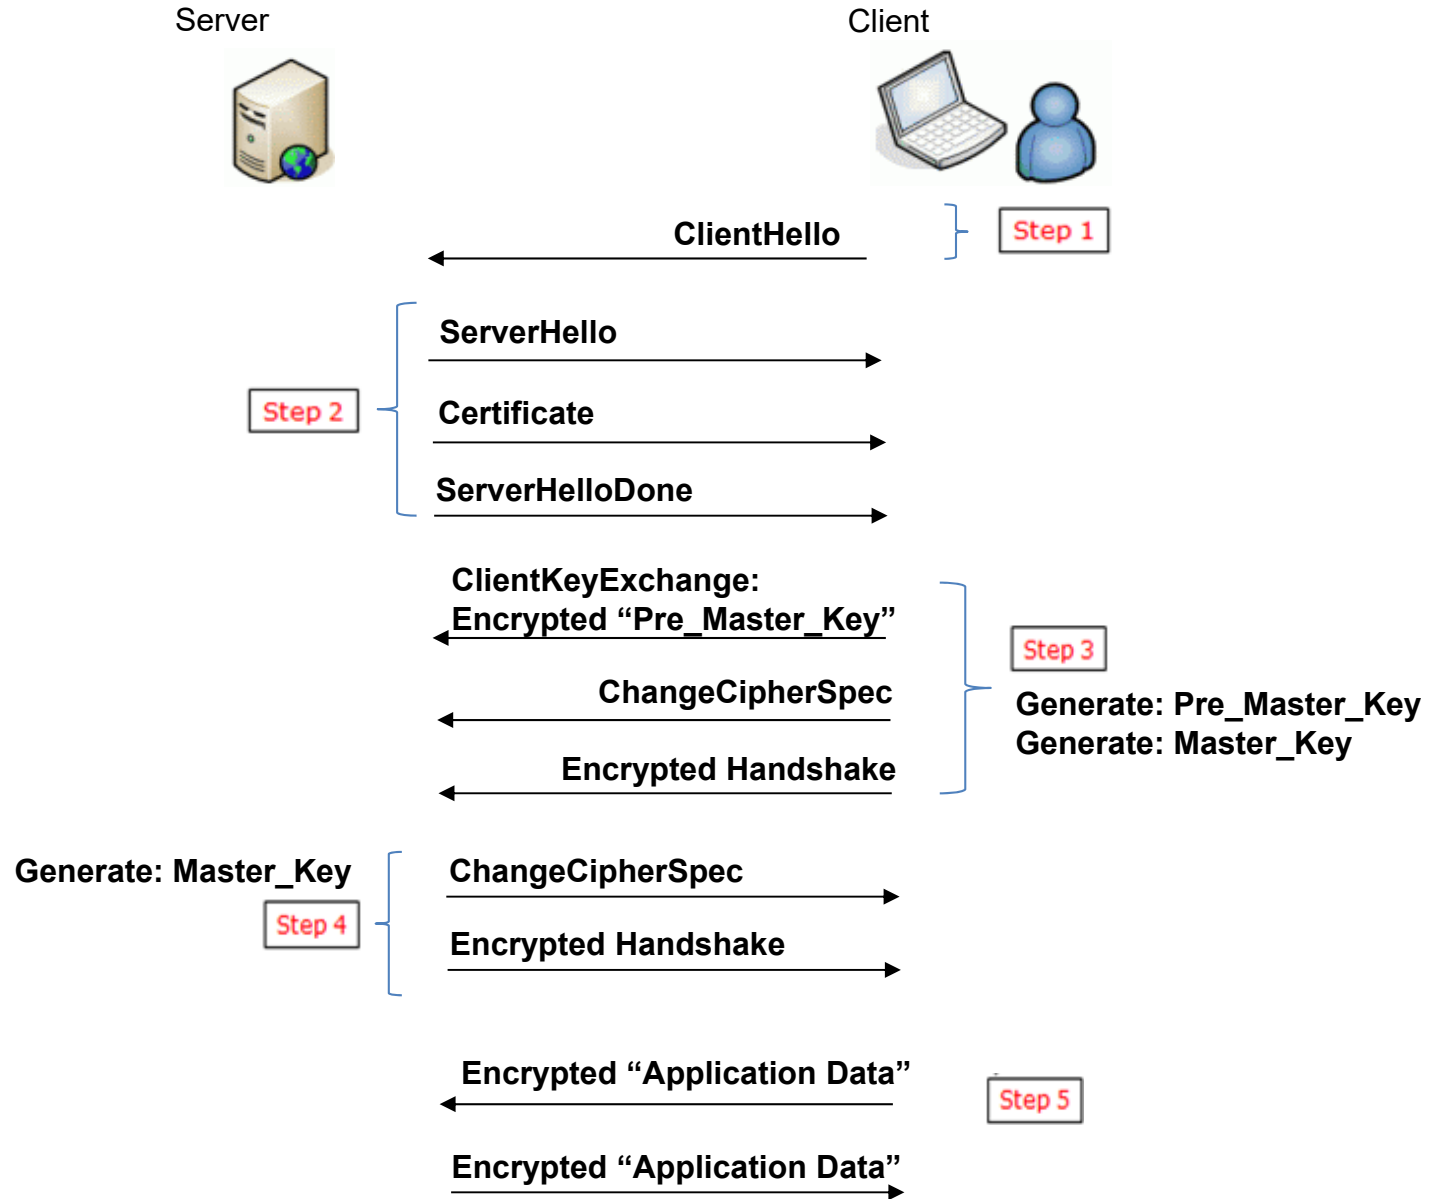 Server
Client
ClientHello
Step 1
ServerHello
Step 2
Certificate
ServerHelloDone
ClientKeyExchange:
Encrypted “Pre_Master_Key”
Step 3
ChangeCipherSpec
Generate: Pre_Master_Key
Generate: Master_Key
Encrypted Handshake
Generate: Master_Key
ChangeCipherSpec
Step 4
Encrypted Handshake
Encrypted “Application Data”
Step 5
Encrypted “Application Data”